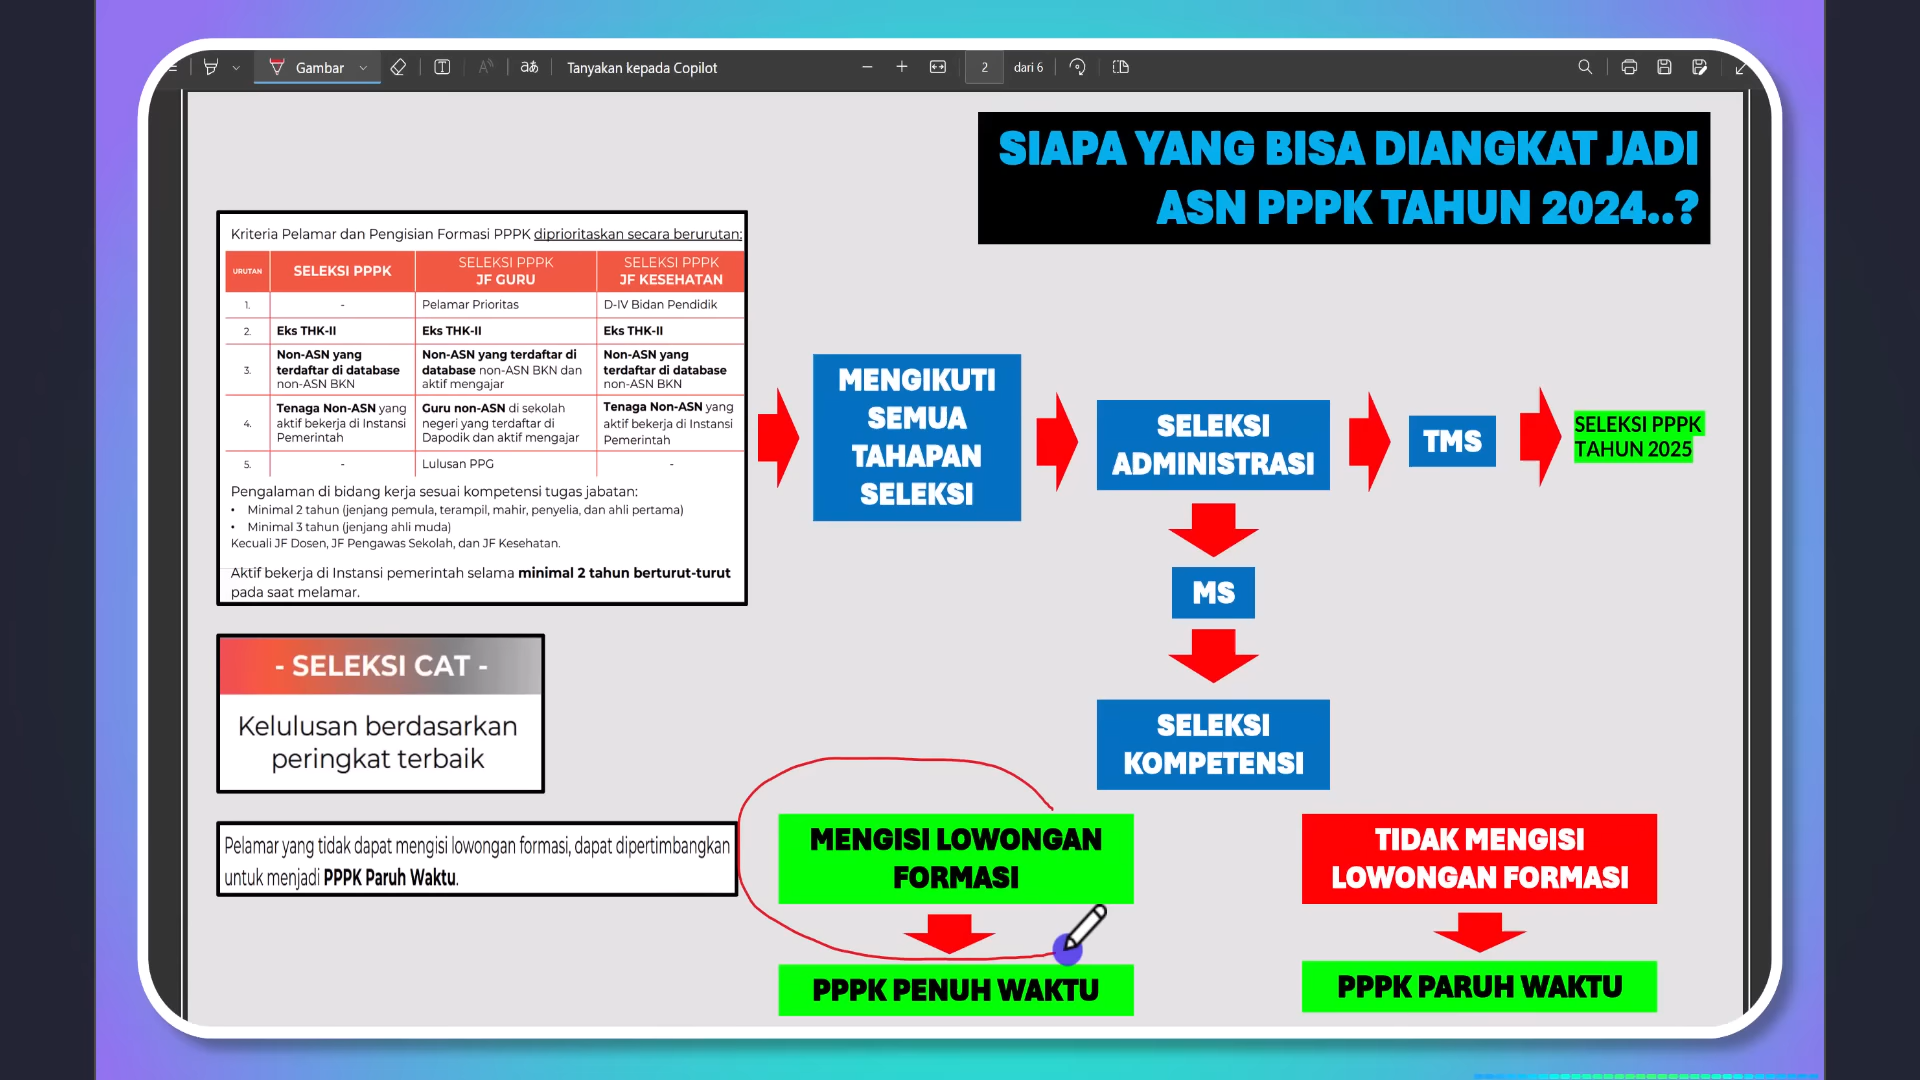 Gambar
aあ
Tanyakan kepada Copilot
2
dari 6
SIAPA YANG BISA DIANGKAT JADI
ASN PPPK TAHUN 2024..?
Kriteria Pelamar dan Pengisian Formasi PPPK diprioritaskan secara berurutan:
URUTAN
SELEKSI PPPK
SELEKSI PPPK
JF GURU
SELEKSI PPPK
JF KESEHATAN
1.
-
Pelamar Prioritas
D-IV Bidan Pendidik
2.
Eks THK-II
Eks THK-II
Eks THK-II
3.
Non-ASN yang
terdaftar di database
non-ASN BKN
Non-ASN yang terdaftar di
database non-ASN BKN dan
aktif mengajar
Non-ASN yang
terdaftar di database
non-ASN BKN
4.
Tenaga Non-ASN yang
aktif bekerja di Instansi
Pemerintah
Guru non-ASN di sekolah
negeri yang terdaftar di
Dapodik dan aktif mengajar
Tenaga Non-ASN yang
aktif bekerja di Instansi
Pemerintah
5.
-
Lulusan PPG
-
Pengalaman di bidang kerja sesuai kompetensi tugas jabatan:
• Minimal 2 tahun (jenjang pemula, terampil, mahir, penyelia, dan ahli pertama)
• Minimal 3 tahun (jenjang ahli muda)
Kecuali JF Dosen, JF Pengawas Sekolah, dan JF Kesehatan.
Aktif bekerja di Instansi pemerintah selama minimal 2 tahun berturut-turut
pada saat melamar.
MENGIKUTI
SEMUA
TAHAPAN
SELEKSI
SELEKSI
ADMINISTRASI
TMS
SELEKSI PPPK
TAHUN 2025
MS
SELEKSI
KOMPETENSI
- SELEKSI CAT -
Kelulusan berdasarkan
peringkat terbaik
Pelamar yang tidak dapat mengisi lowongan formasi, dapat dipertimbangkan
untuk menjadi PPPK Paruh Waktu.
MENGISI LOWONGAN
FORMASI
PPPK PENUH WAKTU
TIDAK MENGISI
LOWONGAN FORMASI
PPPK PARUH WAKTU